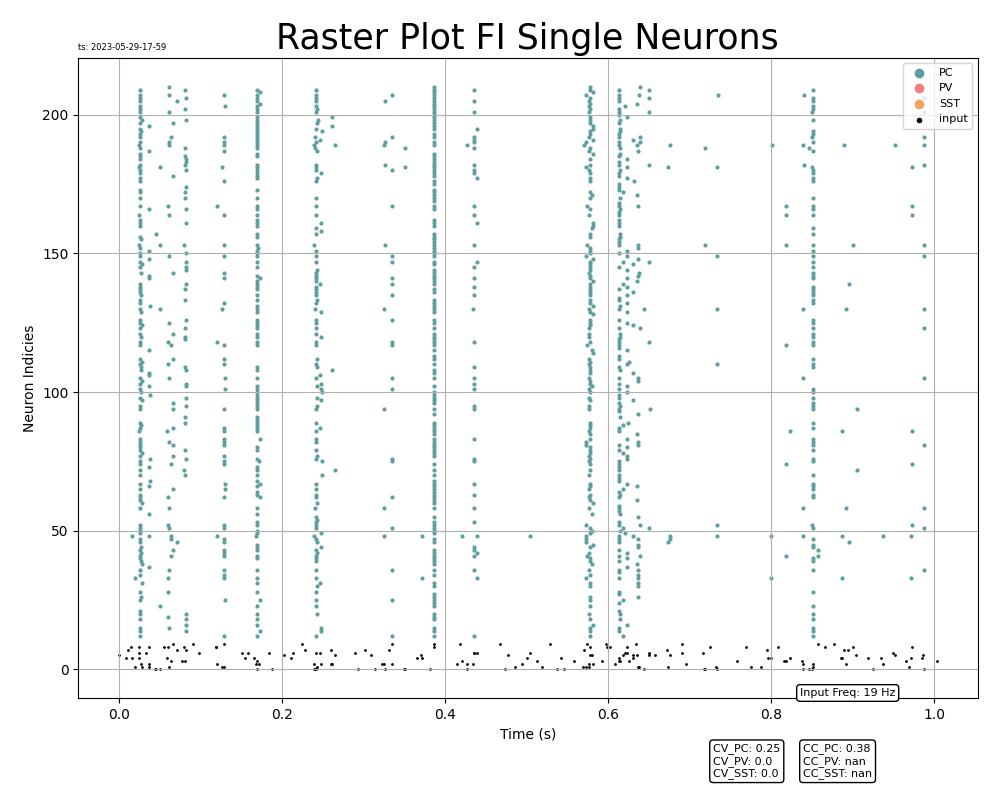 Raster Plot FI Single Neurons
ts: 2023-05-29-17-59
PC
PV
SST
input
Neuron Indicies
200
150
100
50
0
0.0 0.2 0.4 0.6 0.8 1.0
Time (s)
Input Freq: 19 Hz
CV_PC: 0.25
CV_PV: 0.0
CV_SST: 0.0
CC_PC: 0.38
CC_PV: nan
CC_SST: nan